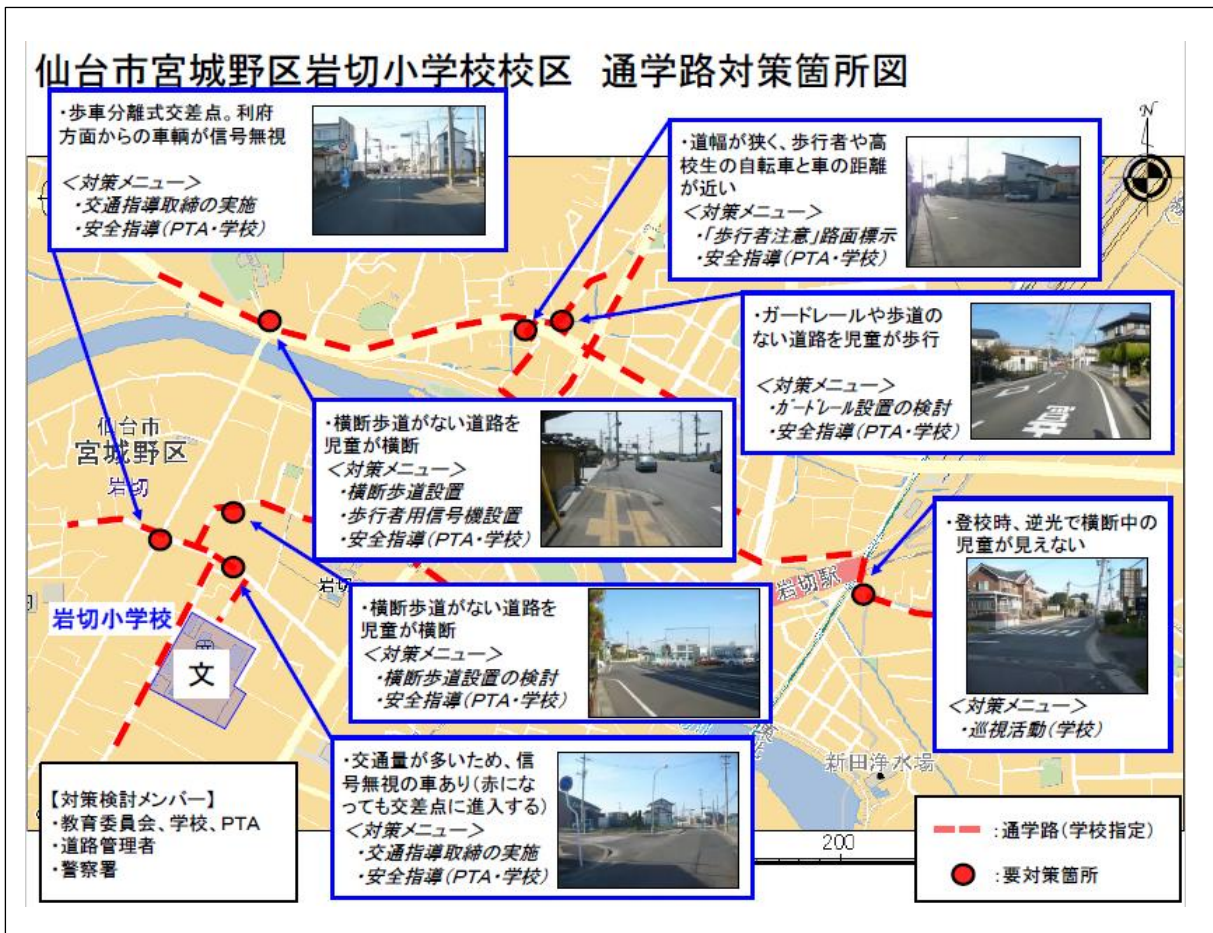 仙台市宮城野区岩切小学校校区 通学路対策箇所図
・歩車分離式交差点。利府
方面からの車輌が信号無視
<対策メニュー>
・交通指導取締の実施
・安全指導(PTA・学校)
・道幅が狭く、歩行者や高
校生の自転車と車の距離
が近い
<対策メニュー>
・「歩行者注意」路面標示
・安全指導(PTA・学校)
N
・ガードレールや歩道の
ない道路を児童が歩行
<対策メニュー>
・ガードレール設置の検討
・安全指導(PTA・学校)
・横断歩道がない道路を
児童が横断
<対策メニュー>
・横断歩道設置
・歩行者用信号機設置
・安全指導(PTA・学校)
仙台市
宮城野区
岩切
・登校時、逆光で横断中の
児童が見えない
<対策メニュー>
・巡視活動(学校)
岩切駅
岩切
岩切小学校
文
・横断歩道がない道路を
児童が横断
<対策メニュー>
・横断歩道設置の検討
・安全指導(PTA・学校)
・交通量が多いため、信
号無視の車あり(赤にな
っても交差点に進入する)
<対策メニュー>
・交通指導取締の実施
・安全指導(PTA・学校)
新田浄水場
200
【対策検討メンバー】
・教育委員会、学校、PTA
・道路管理者
・警察署
:通学路(学校指定)
:要対策箇所